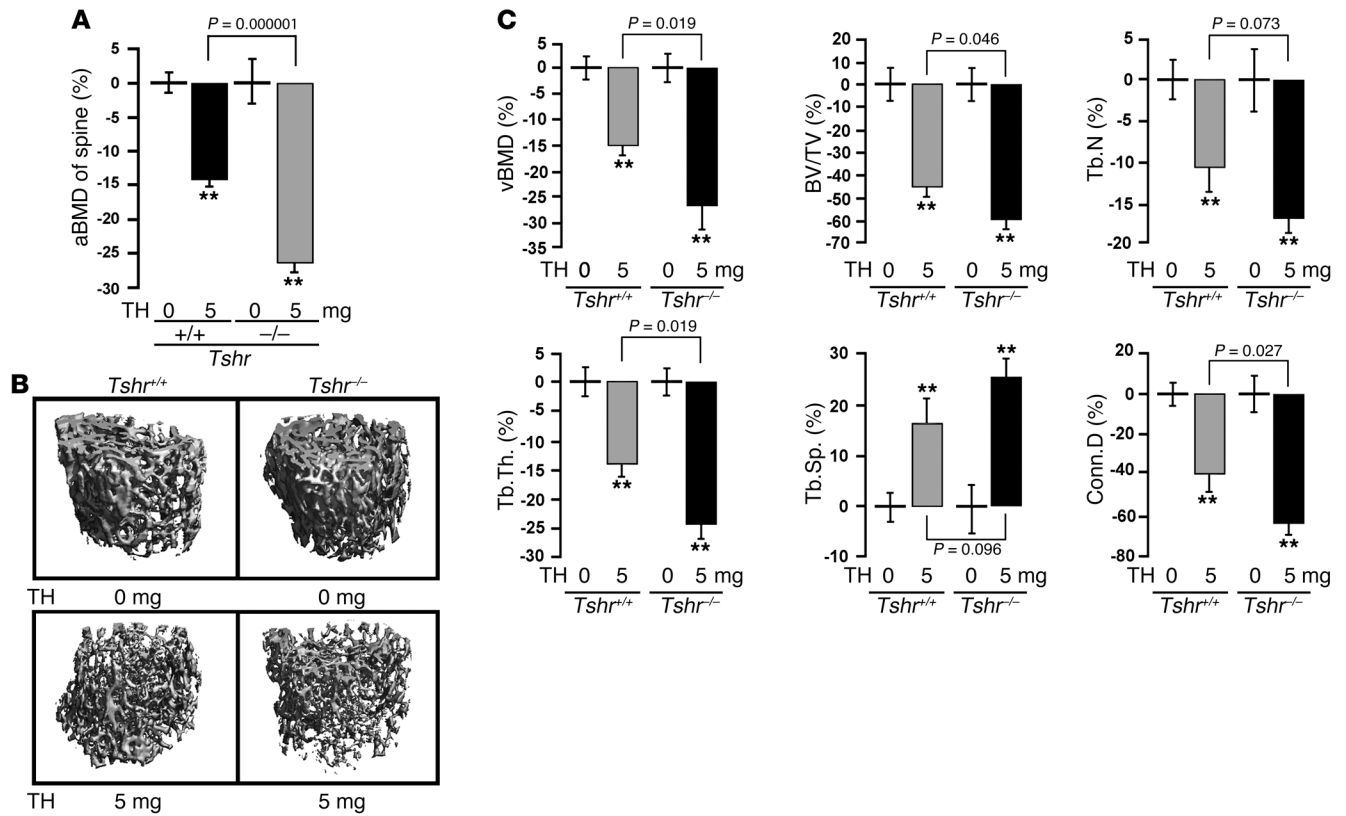 A
P = 0.000001
aBMD of spine (%)
5
0
-5
-10
-15
-20
-25
-30
**
**
TH 0 5 0 5 mg
+/+ –/–
Tshr
B
Tshr+/+ Tshr–/–
TH 0 mg 0 mg
TH 5 mg 5 mg
C
P = 0.019
vBMD (%)
5
0
-5
-10
-15
-20
-25
-30
-35
**
**
TH 0 5 0 5 mg
Tshr+/+ Tshr–/–
P = 0.046
BV/TV (%)
20
10
0
-10
-20
-30
-40
-50
-60
-70
**
**
TH 0 5 0 5 mg
Tshr+/+ Tshr–/–
P = 0.073
Tb.N (%)
5
0
-5
-10
-15
-20
**
**
TH 0 5 0 5 mg
Tshr+/+ Tshr–/–
P = 0.019
Tb.Th. (%)
5
0
-5
-10
-15
-20
-25
-30
**
**
TH 0 5 0 5 mg
Tshr+/+ Tshr–/–
Tb.Sp. (%)
30
20
10
0
-10
**
**
P = 0.096
TH 0 5 0 5 mg
Tshr+/+ Tshr–/–
P = 0.027
Conn.D (%)
20
0
-20
-40
-60
-80
**
**
TH 0 5 0 5 mg
Tshr+/+ Tshr–/–